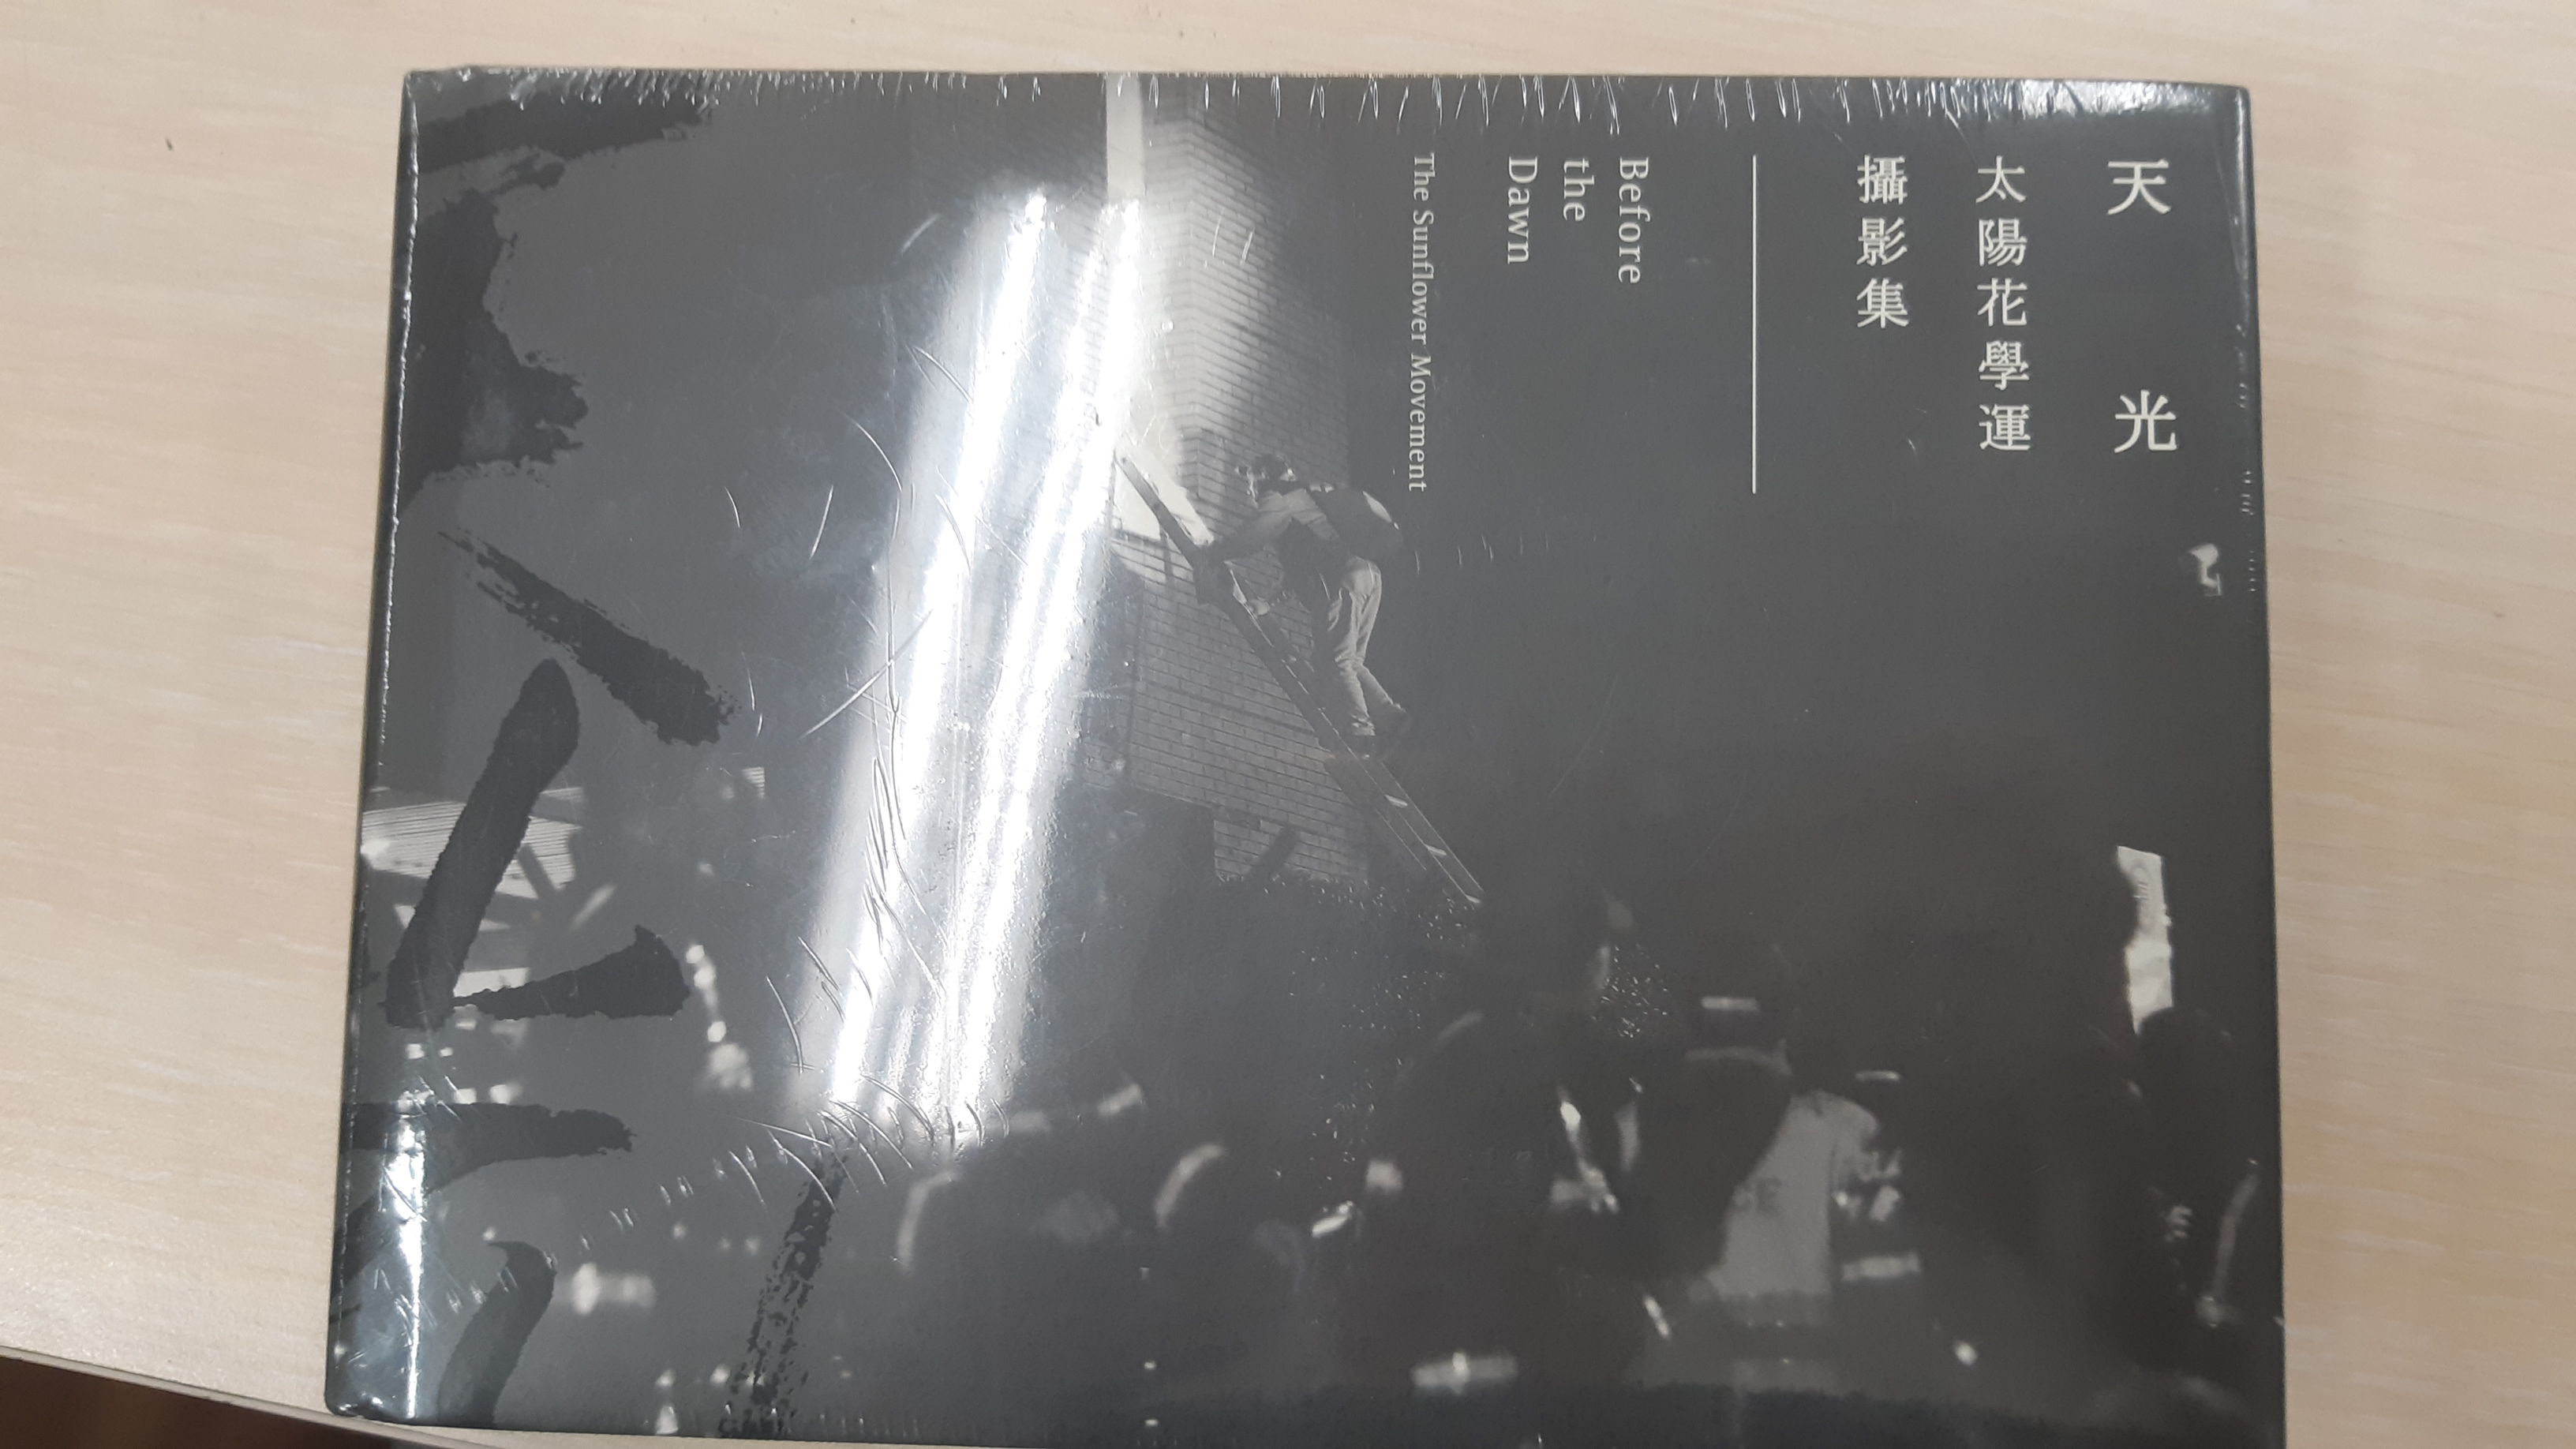 天光
太陽花學運
攝影集
Before
the
Dawn
The Sunflower Movement